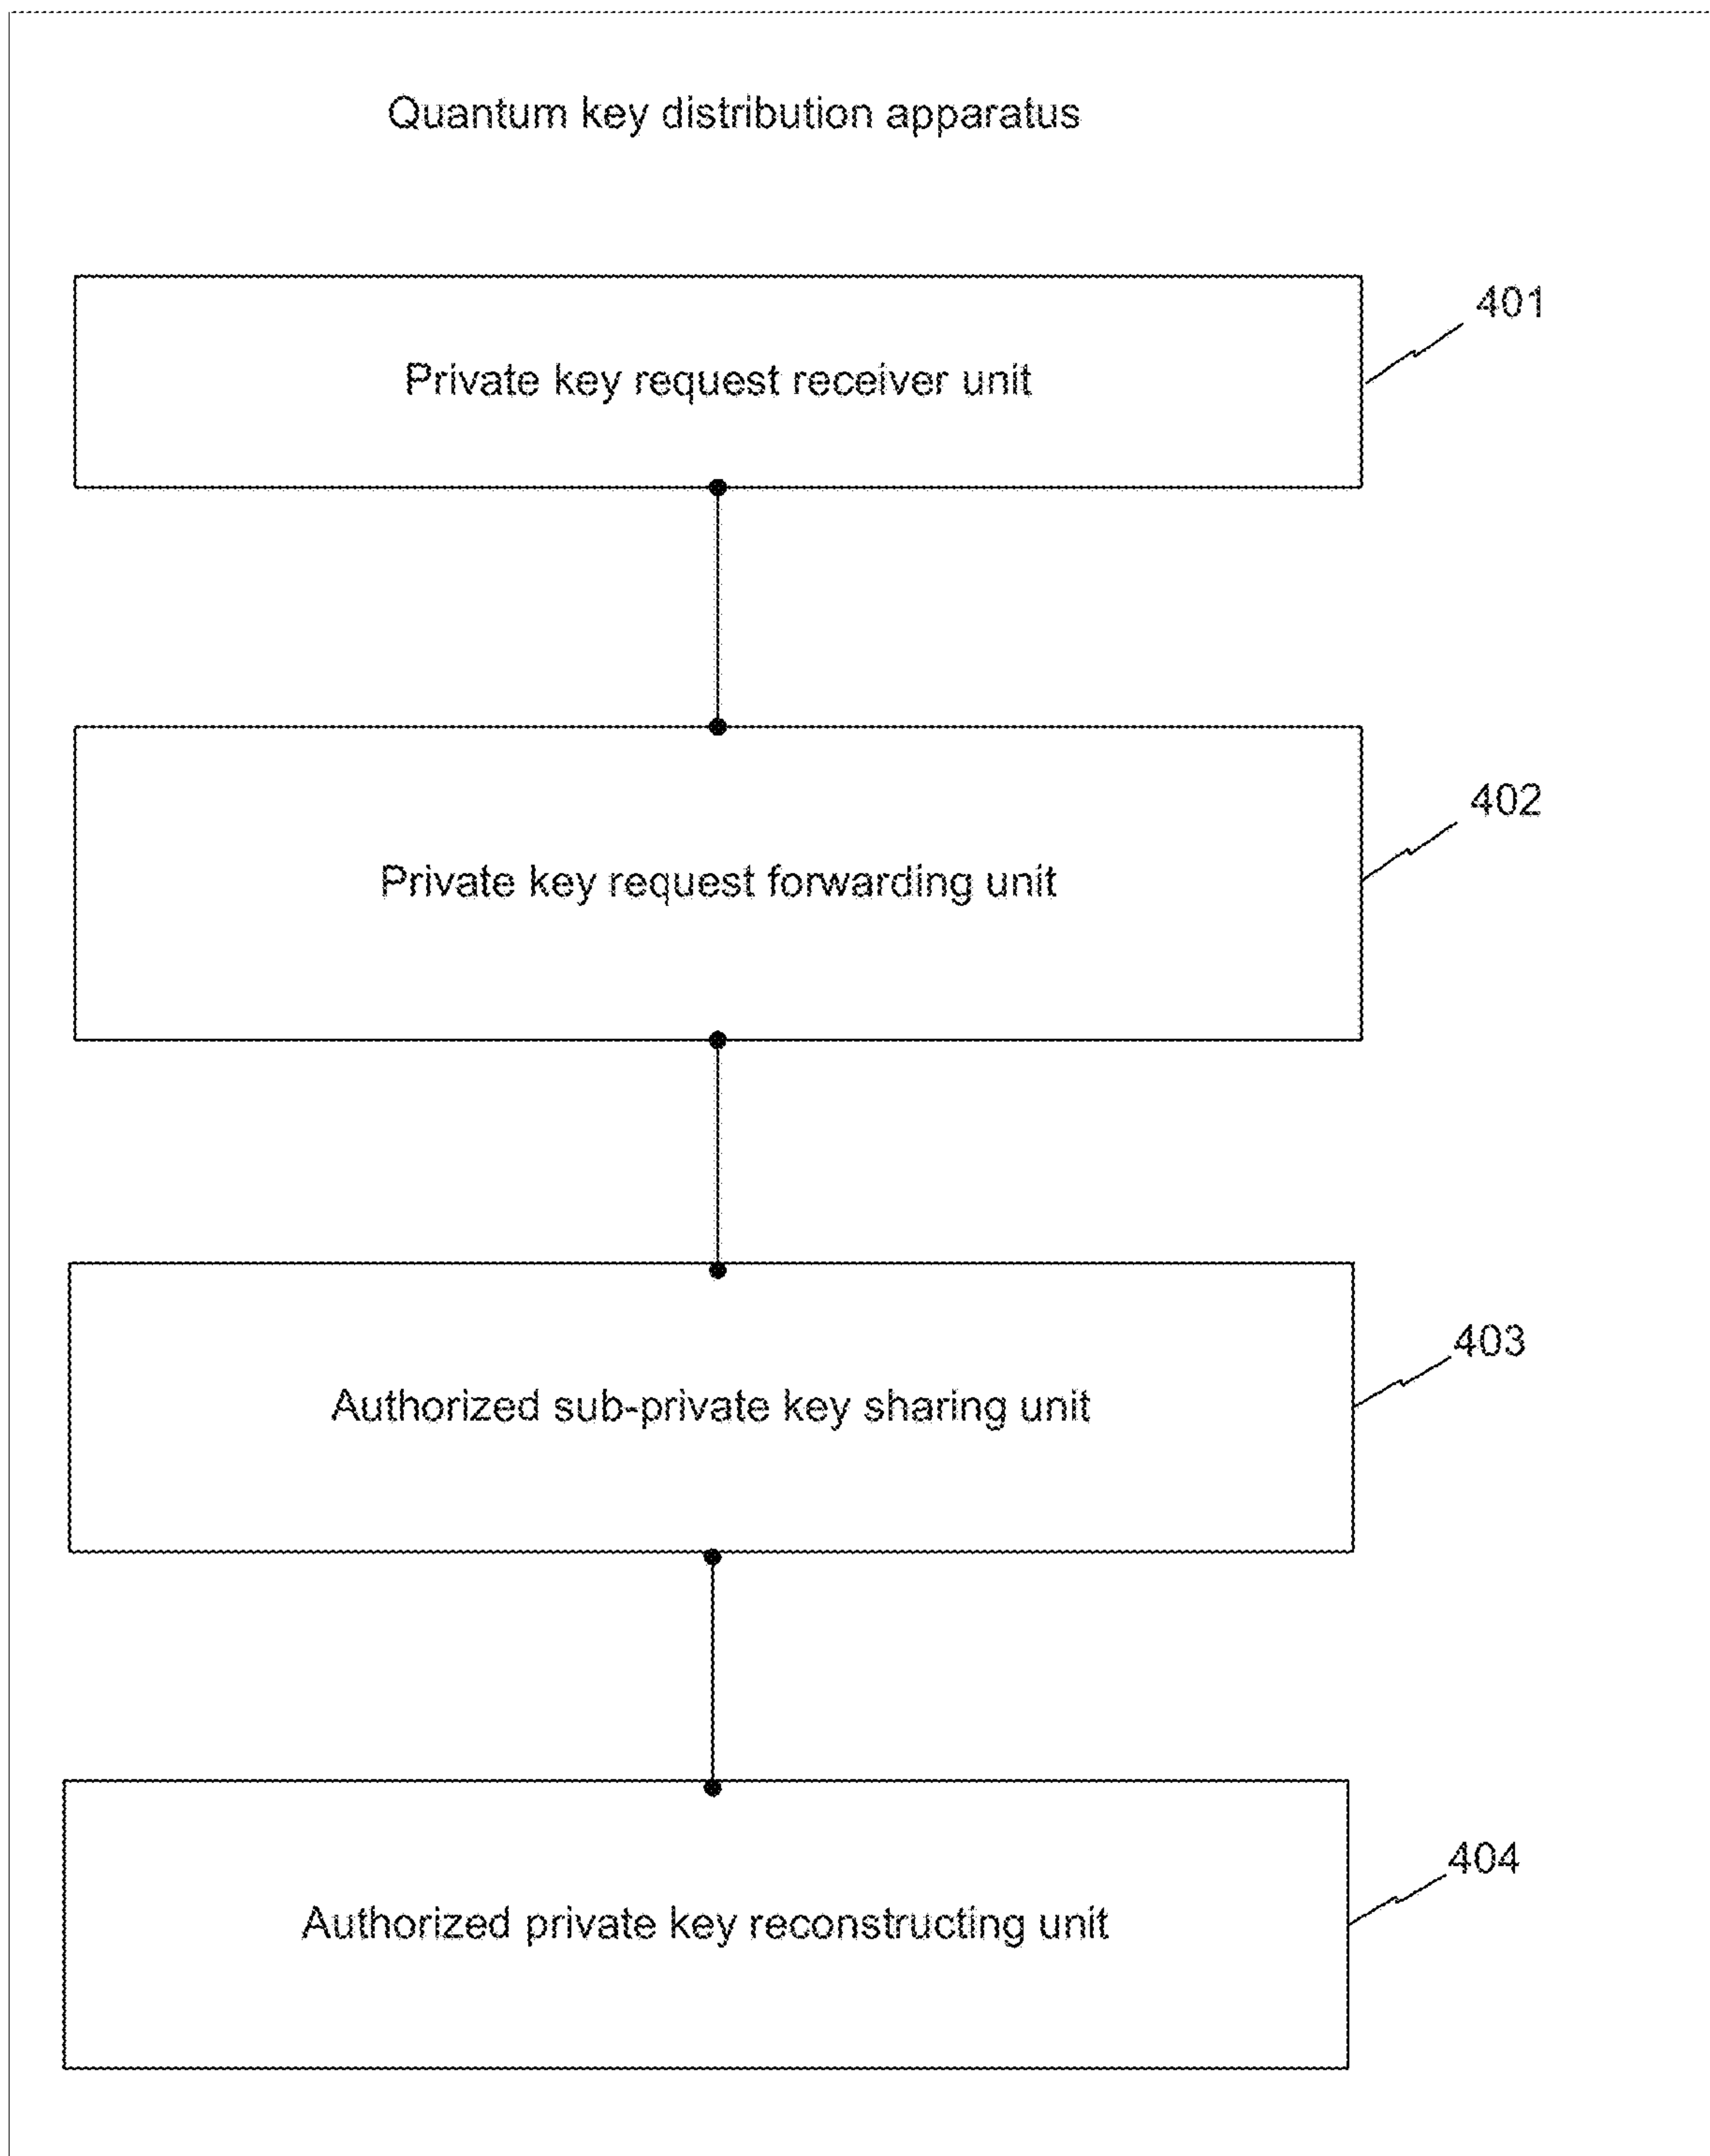 Quantum key distribution apparatus
401
Private key request receiver unit
402
Private key request forwarding unit
403
Authorized sub-private key sharing unit
404
Authorized private key reconstructing unit